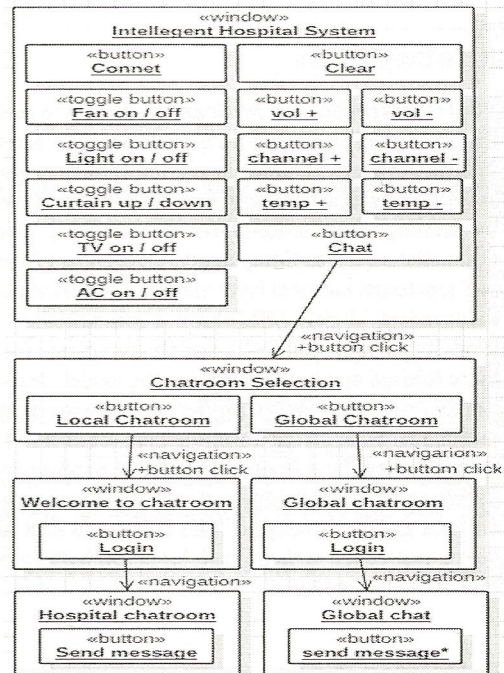 «window»
Intellegent Hospital System
«button»
Connet
«button»
Clear
«toggle button»
Fan on / off
«button»
vol +
«button»
vol -
«toggle button»
Light on / off
«button»
channel +
«button»
channel -
«toggle button»
Curtain up / down
«button»
temp +
«button»
temp -
«toggle button»
TV on / off
«button»
Chat
«toggle button»
AC on / off
«navigation»
+button click
«window»
Chatroom Selection
«button»
Local Chatroom
«button»
Global Chatroom
«navigation»
+button click
«navigarion»
+buttom click
«window»
Welcome to chatroom
«button»
Login
«window»
Global chatroom
«button»
Login
«navigation»
«navigation»
«window»
Hospital chatroom
«button»
Send message
«window»
Global chat
«button»
send message*